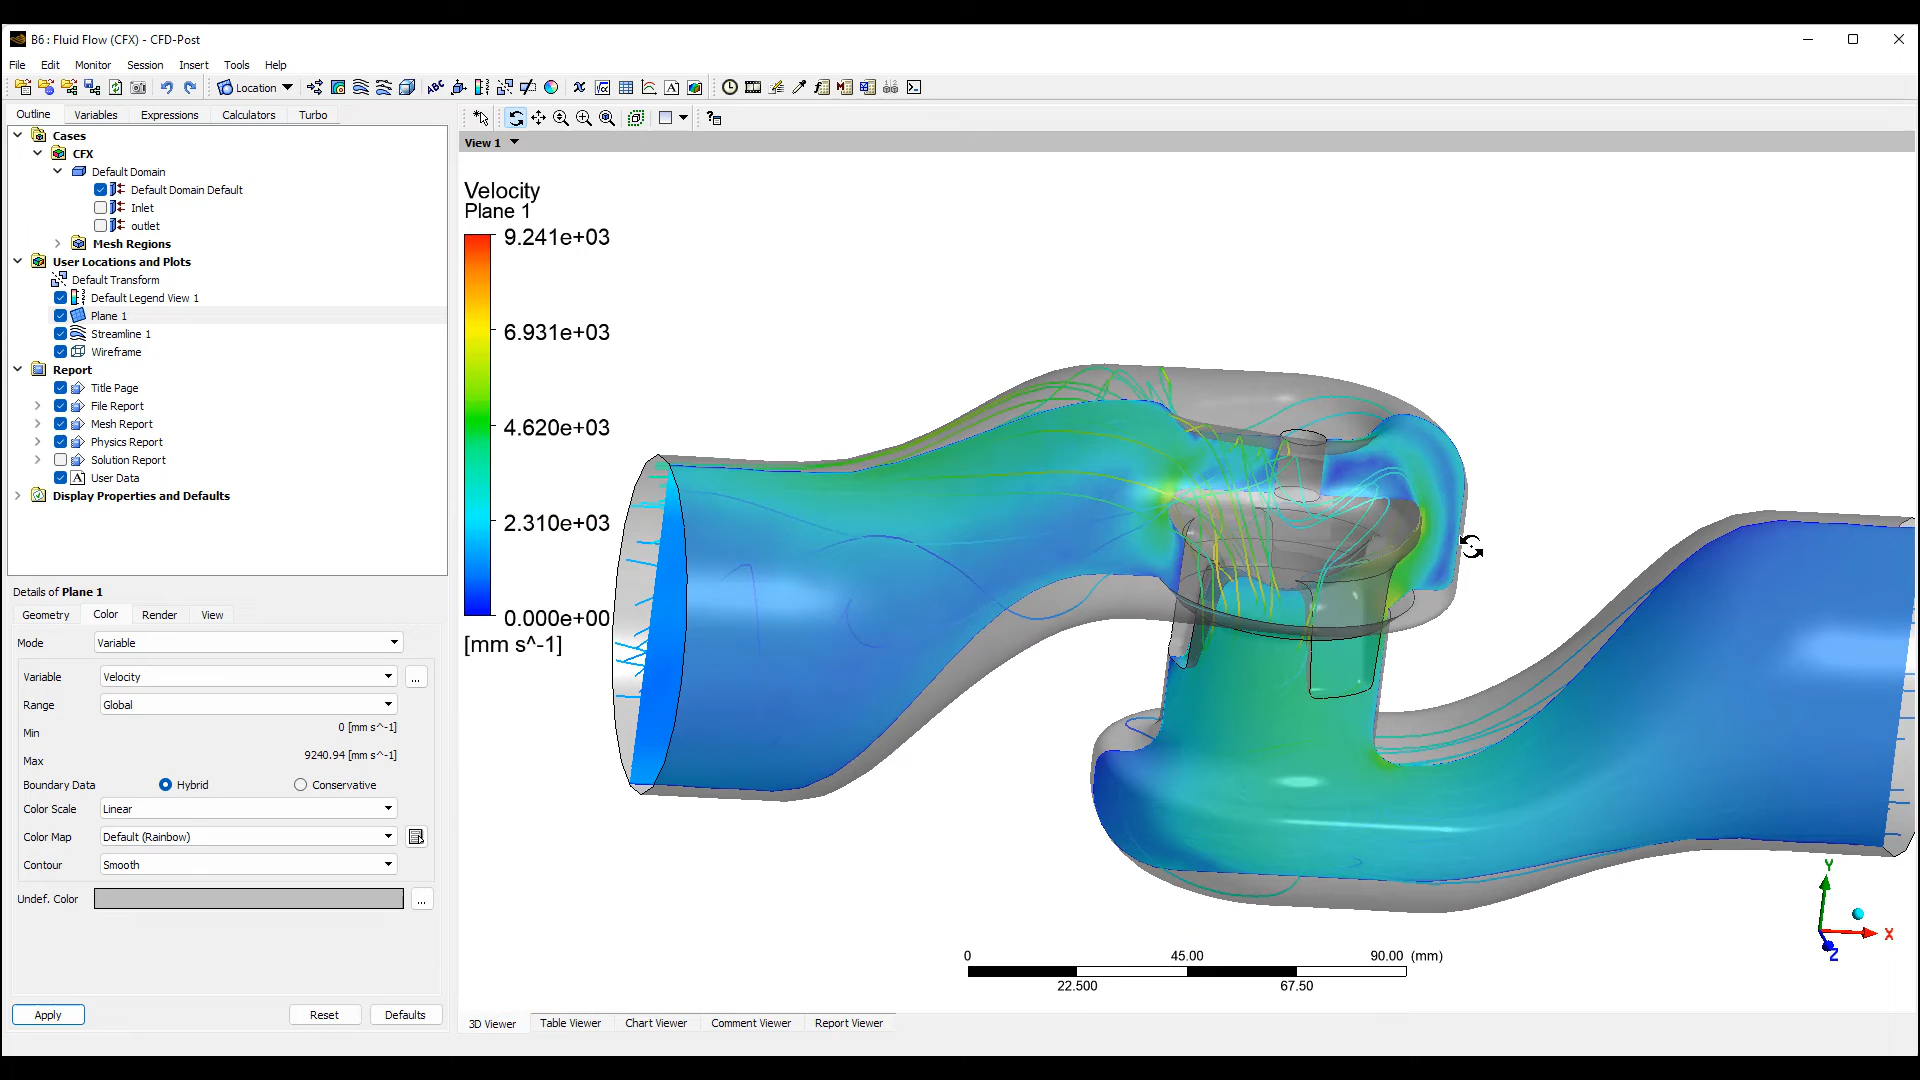 B6 : Fluid Flow (CFX) - CFD-Post
File Edit Monitor Session Insert Tools Help
Location
Outline Variables Expressions Calculators Turbo
Cases
CFX
Default Domain
Default Domain Default
Inlet
outlet
Mesh Regions
User Locations and Plots
Default Transform
Default Legend View 1
Plane 1
Streamline 1
Wireframe
Report
Title Page
File Report
Mesh Report
Physics Report
Solution Report
User Data
Display Properties and Defaults
Details of Plane 1
Geometry Color Render View
Mode Variable
Variable Velocity ...
Range Global
Min 0 [mm s^-1]
Max 9240.94 [mm s^-1]
Boundary Data Hybrid Conservative
Color Scale Linear
Color Map Default (Rainbow)
Contour Smooth
Undef. Color ...
Apply Reset Defaults
View 1
Velocity
Plane 1
9.241e+03
6.931e+03
4.620e+03
2.310e+03
0.000e+00
[mm s^-1]
0 45.00 90.00 (mm)
22.500 67.50
Y
X
Z
3D Viewer Table Viewer Chart Viewer Comment Viewer Report Viewer